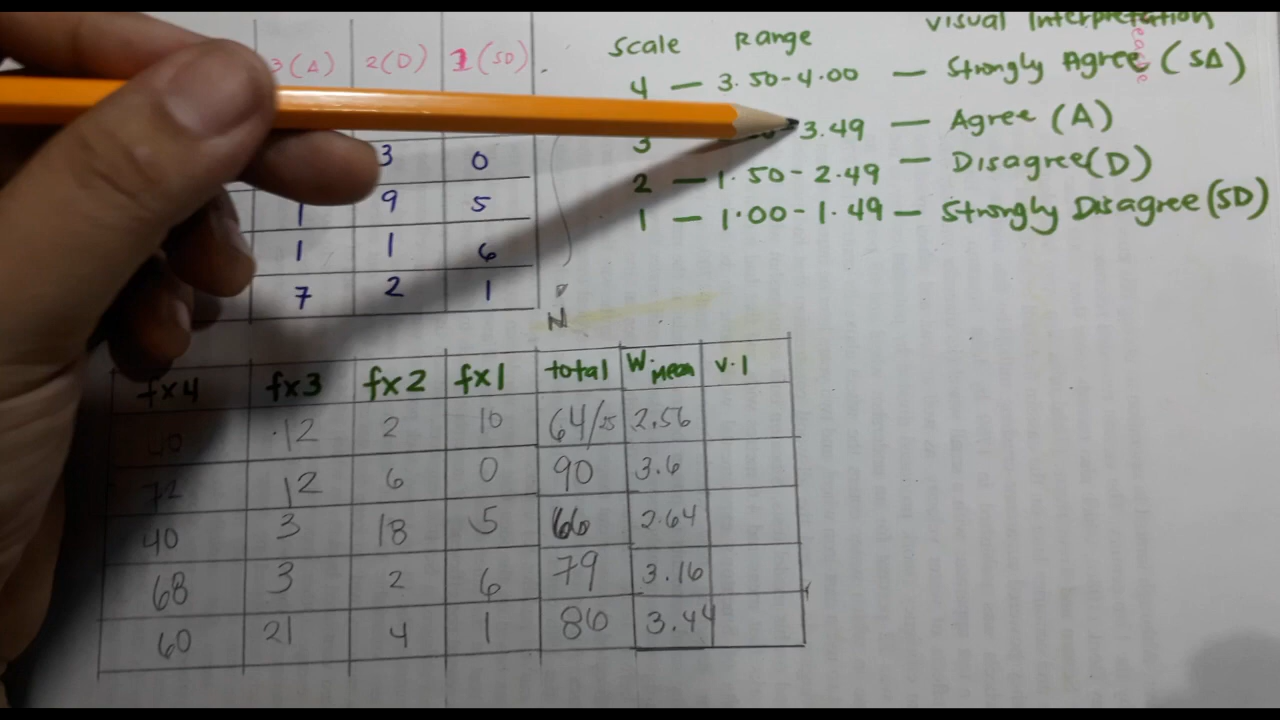 visual Interpretation
Scale Range
3(A) 2(D) 1(SD)
4 — 3.50-4.00 — Strongly Agree (SA)
3 3.49 — Agree (A)
2 — 1.50-2.49 — Disagree(D)
1 — 1.00-1.49 — Strongly Disagree(SD)
3 0
1 9 5
1 1 6
7 2 1
N
fx4 fx3 fx2 fx1 total W.Mean V.I
40 12 2 10 64/25 2.56
72 12 6 0 90 3.6
40 3 18 5 66 2.64
68 3 2 6 79 3.16
60 21 4 1 86 3.44